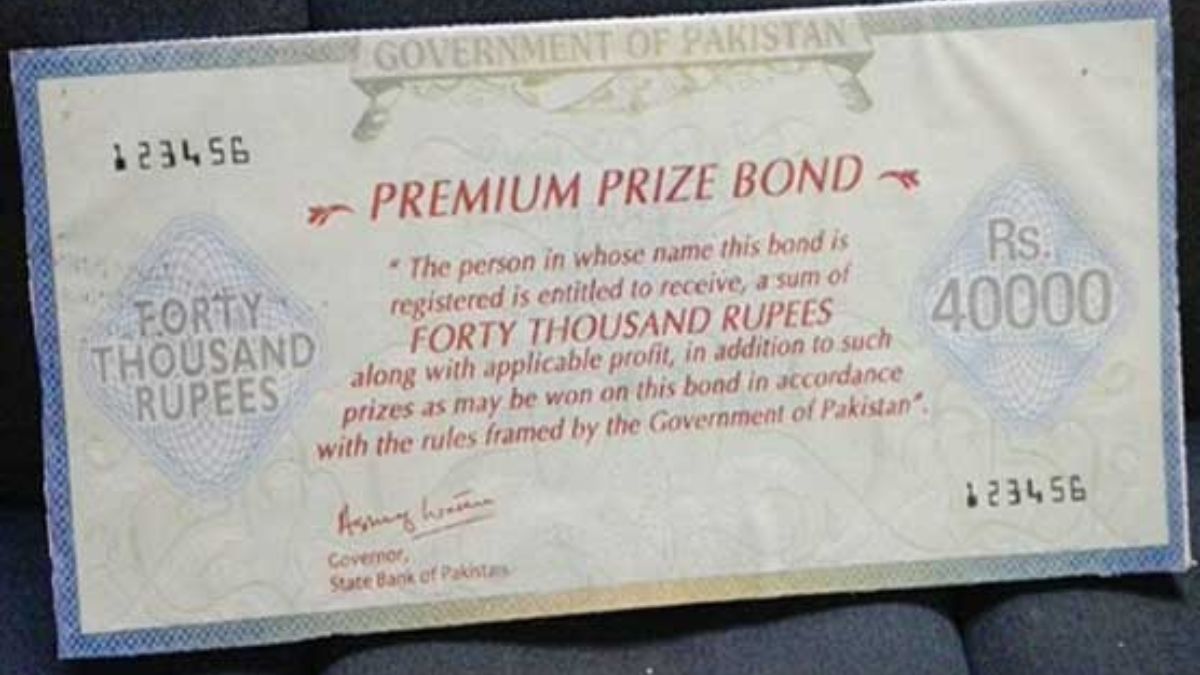 GOVERNMENT OF PAKISTAN
123456
PREMIUM PRIZE BOND
" The person in whose name this bond is
registered is entitled to receive, a sum of
FORTY THOUSAND RUPEES
along with applicable profit, in addition to such
prizes as may be won on this bond in accordance
with the rules framed by the Government of Pakistan".
FORTY
THOUSAND
RUPEES
Rs.
40000
123456
Governor,
State Bank of Pakistan